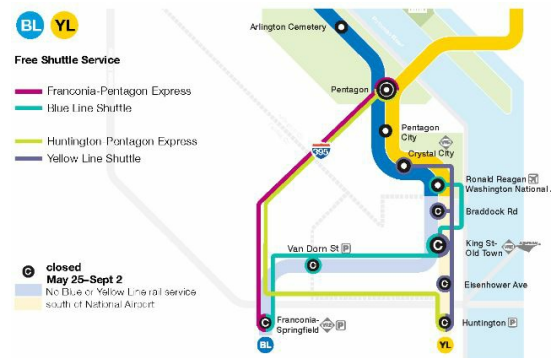 BL YL
Free Shuttle Service
Franconia-Pentagon Express
Blue Line Shuttle
Huntington-Pentagon Express
Yellow Line Shuttle
C closed
May 25–Sept 2
No Blue or Yellow Line rail service
south of National Airport
Arlington Cemetery
Pentagon
395
Pentagon
City
Crystal City
Ronald Reagan
Washington National
C Braddock Rd
C King St-
Old Town
Van Dorn St P
C
C Eisenhower Ave
C Franconia-
Springfield P
C Huntington P
BL
YL